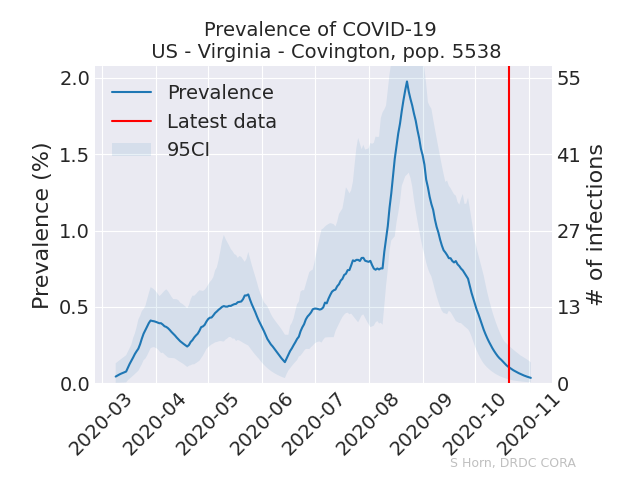 Prevalence of COVID-19
US - Virginia - Covington, pop. 5538
Prevalence
Latest data
95CI
Prevalence (%)
2.0
1.5
1.0
0.5
0.0
# of infections
55
41
27
13
0
2020-03
2020-04
2020-05
2020-06
2020-07
2020-08
2020-09
2020-10
2020-11
S Horn, DRDC CORA